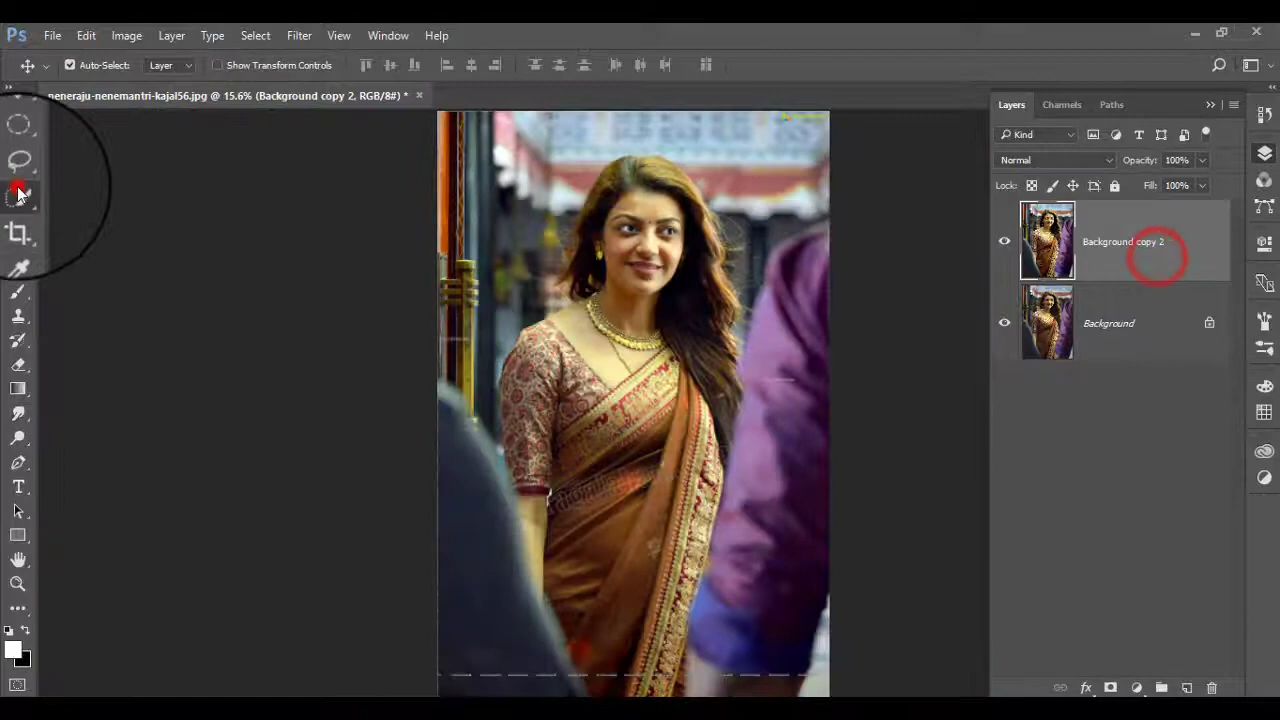 Ps File Edit Image Layer Type Select Filter View Window Help
Auto-Select: Layer Show Transform Controls
neneraju-nenemantri-kajal56.jpg @ 15.6% (Background copy 2, RGB/8#) * ×
Layers Channels Paths
Kind
Normal Opacity: 100%
Lock: Fill: 100%
Background copy 2
Background
T
fx